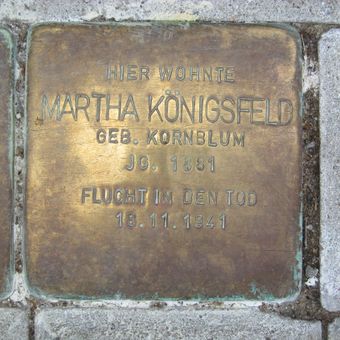 HIER WOHNTE
MARTHA KÖNIGSFELD
GEB. KORNBLUM
JG. 1881
FLUCHT IN DEN TOD
18.11.1941